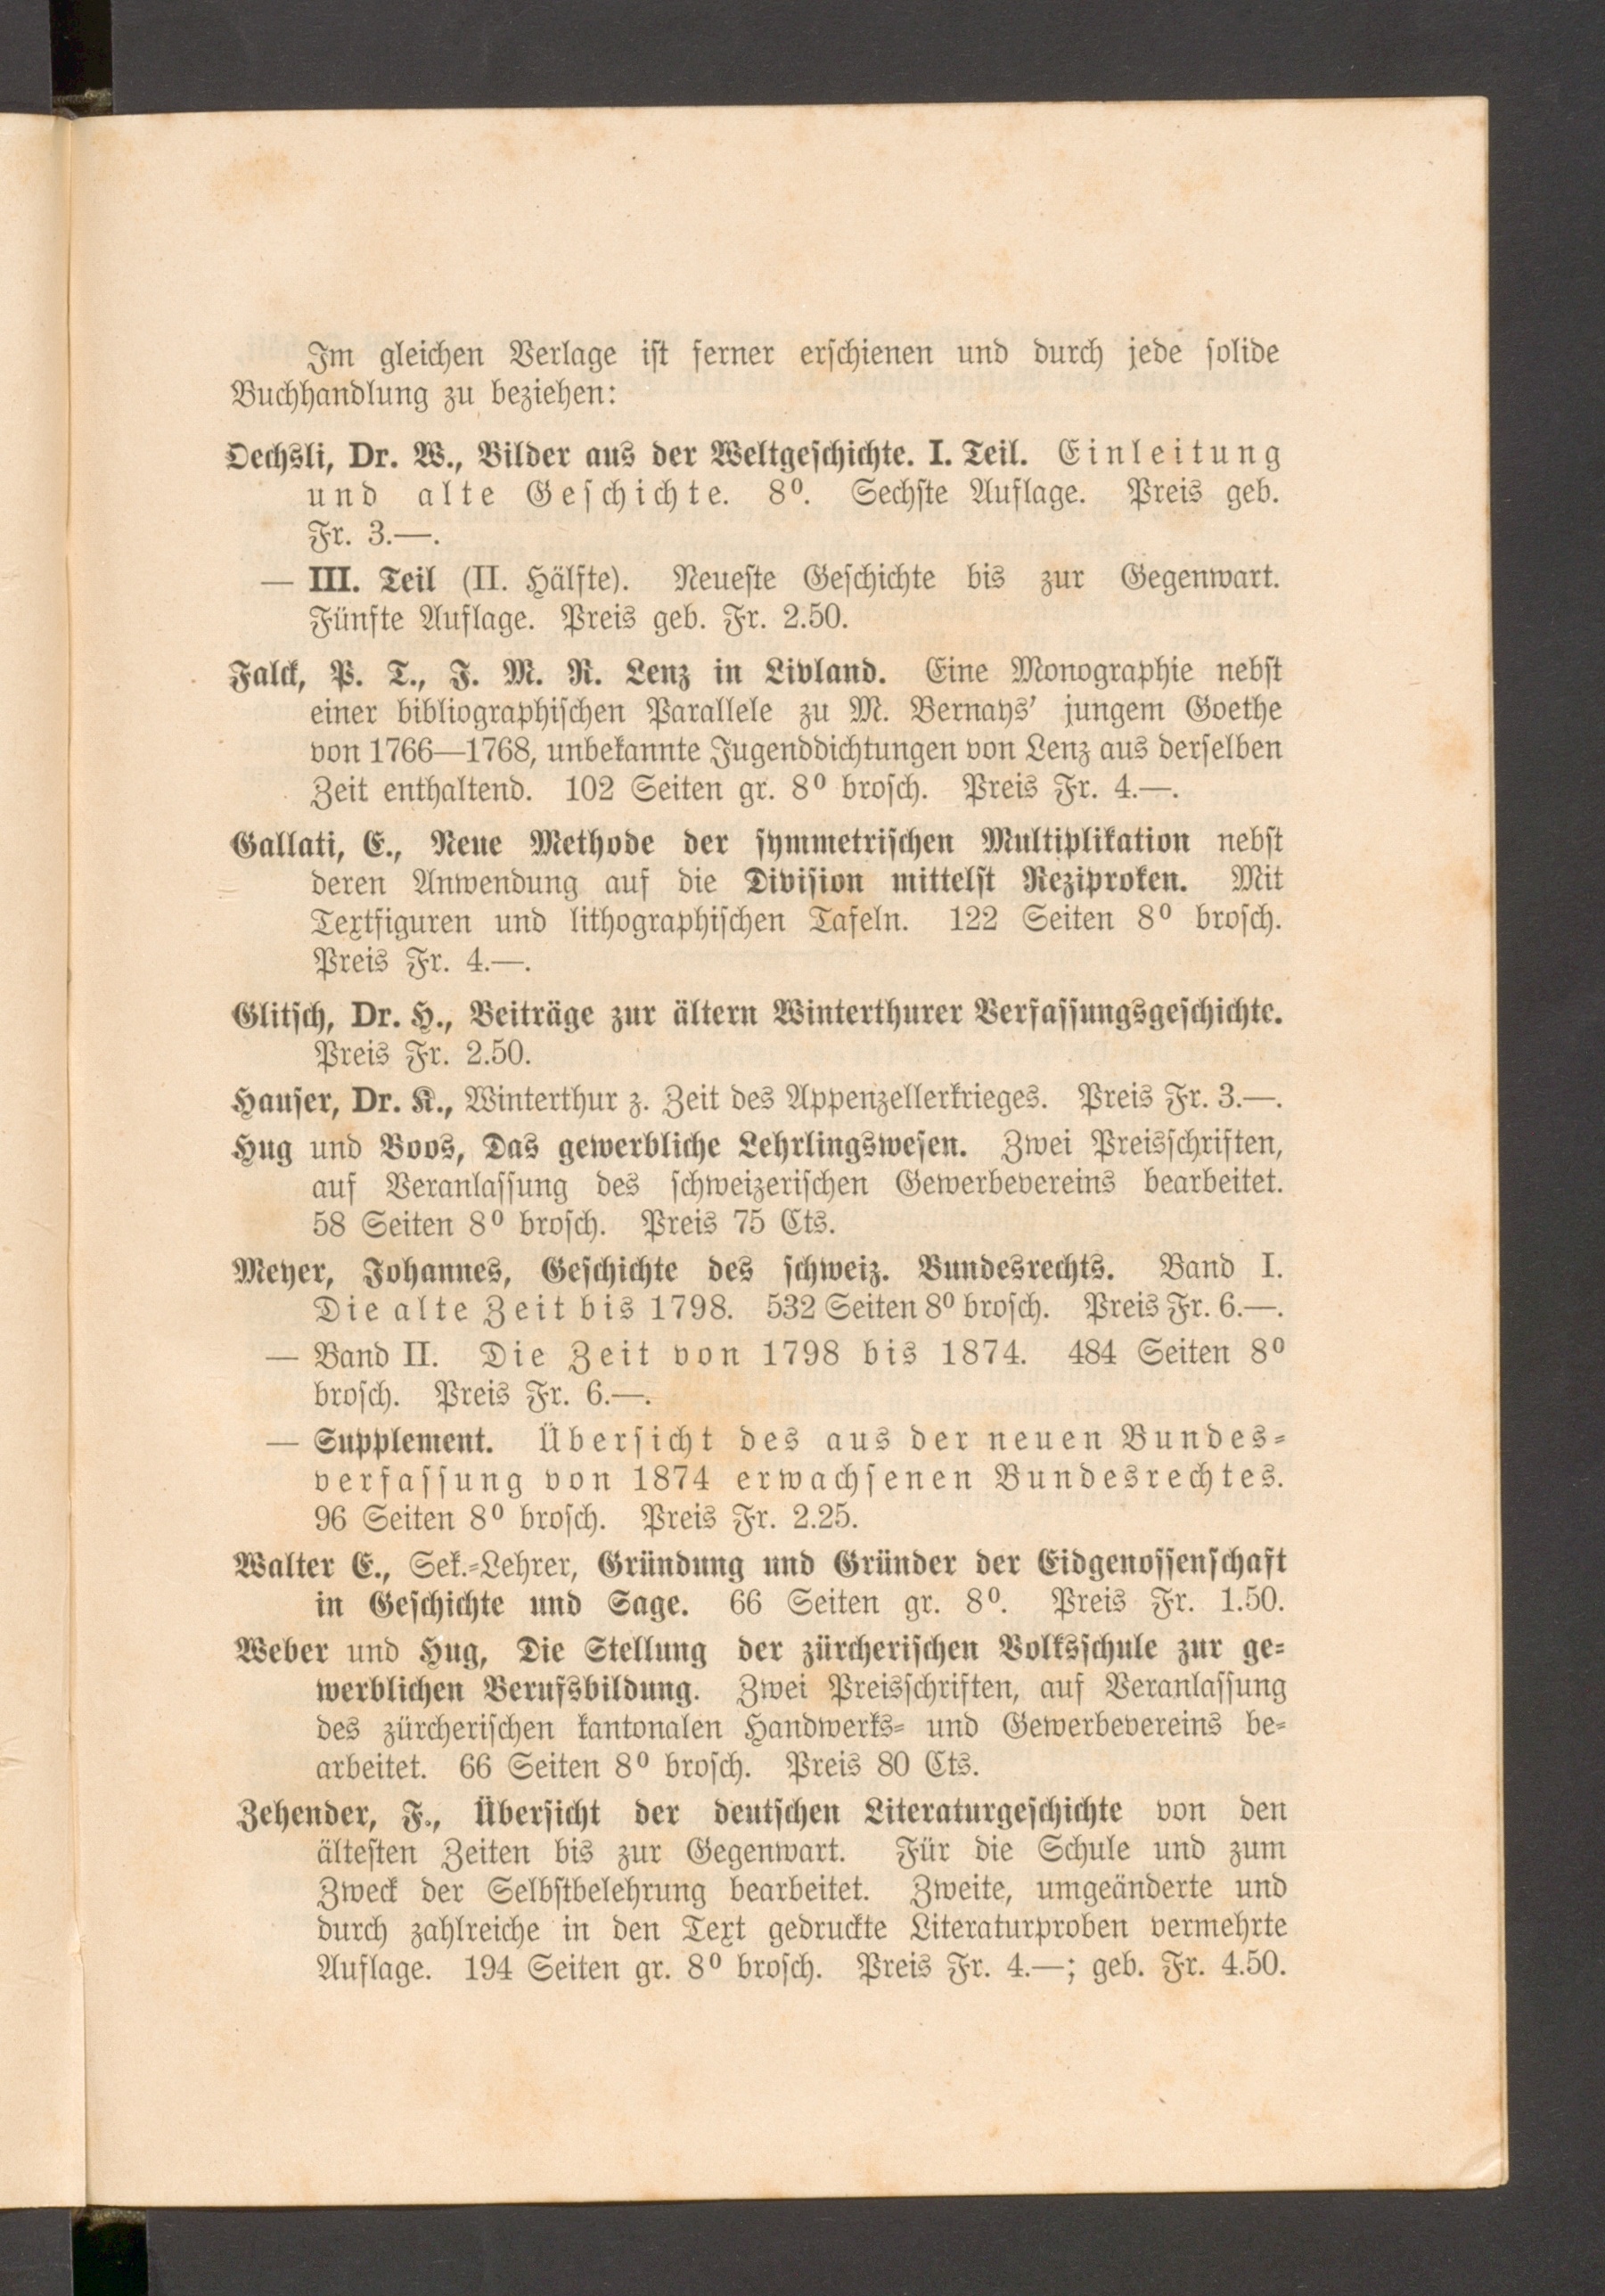 Im gleichen Verlage ist ferner erschienen und durch jede solide
Buchhandlung zu beziehen:
Oechsli, Dr. W., Bilder aus der Weltgeschichte. I. Teil. Einleitung
und alte Geschichte. 8⁰. Sechste Auflage. Preis geb.
Fr. 3.—.
— III. Teil (II. Hälfte). Neueste Geschichte bis zur Gegenwart.
Fünfte Auflage. Preis geb. Fr. 2.50.
Falck, P. T., J. M. R. Lenz in Livland. Eine Monographie nebst
einer bibliographischen Parallele zu M. Bernays' jungem Goethe
von 1766—1768, unbekannte Jugenddichtungen von Lenz aus derselben
Zeit enthaltend. 102 Seiten gr. 8⁰ brosch. Preis Fr. 4.—.
Gallati, E., Neue Methode der symmetrischen Multiplikation nebst
deren Anwendung auf die Division mittelst Reziproken. Mit
Textfiguren und lithographischen Tafeln. 122 Seiten 8⁰ brosch.
Preis Fr. 4.—.
Glitsch, Dr. H., Beiträge zur ältern Winterthurer Verfassungsgeschichte.
Preis Fr. 2.50.
Hauser, Dr. K., Winterthur z. Zeit des Appenzellerkrieges. Preis Fr. 3.—.
Hug und Boos, Das gewerbliche Lehrlingswesen. Zwei Preisschriften,
auf Veranlassung des schweizerischen Gewerbevereins bearbeitet.
58 Seiten 8⁰ brosch. Preis 75 Cts.
Meyer, Johannes, Geschichte des schweiz. Bundesrechts. Band I.
Die alte Zeit bis 1798. 532 Seiten 8⁰ brosch. Preis Fr. 6.—.
— Band II. Die Zeit von 1798 bis 1874. 484 Seiten 8⁰
brosch. Preis Fr. 6.—.
— Supplement. Übersicht des aus der neuen Bundes-
verfassung von 1874 erwachsenen Bundesrechtes.
96 Seiten 8⁰ brosch. Preis Fr. 2.25.
Walter E., Sek.-Lehrer, Gründung und Gründer der Eidgenossenschaft
in Geschichte und Sage. 66 Seiten gr. 8⁰. Preis Fr. 1.50.
Weber und Hug, Die Stellung der zürcherischen Volksschule zur ge-
werblichen Berufsbildung. Zwei Preisschriften, auf Veranlassung
des zürcherischen kantonalen Handwerks- und Gewerbevereins be-
arbeitet. 66 Seiten 8⁰ brosch. Preis 80 Cts.
Zehender, F., Übersicht der deutschen Literaturgeschichte von den
ältesten Zeiten bis zur Gegenwart. Für die Schule und zum
Zweck der Selbstbelehrung bearbeitet. Zweite, umgeänderte und
durch zahlreiche in den Text gedruckte Literaturproben vermehrte
Auflage. 194 Seiten gr. 8⁰ brosch. Preis Fr. 4.—; geb. Fr. 4.50.